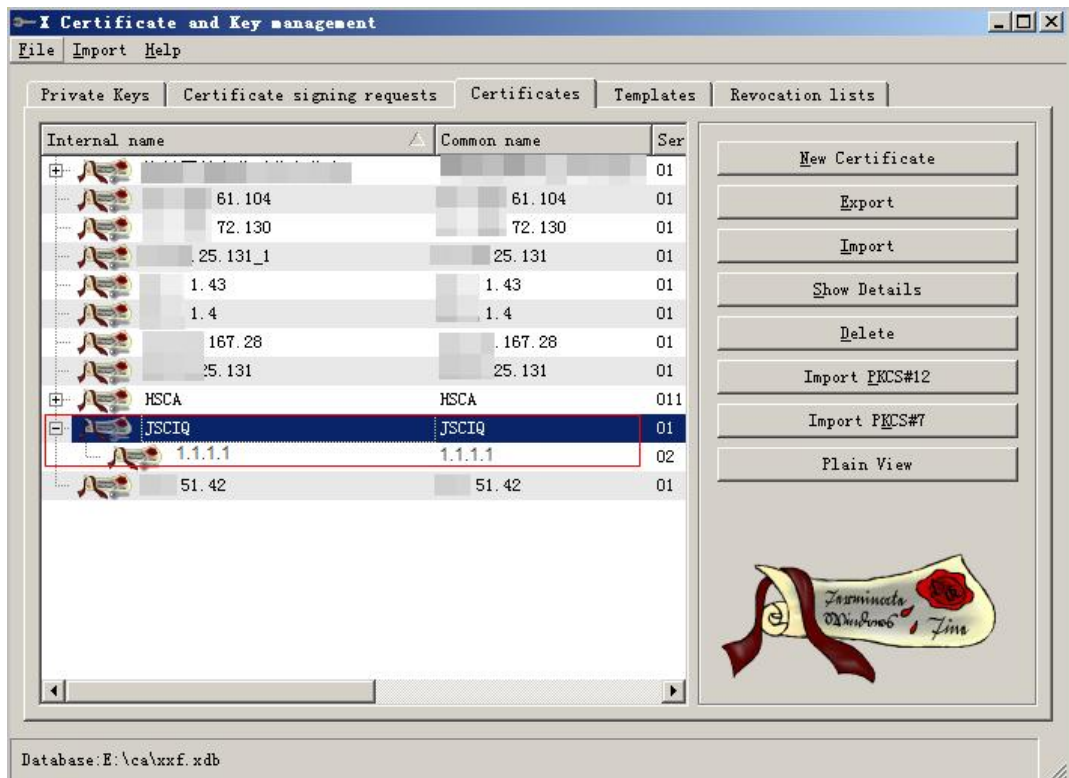 X Certificate and Key management
File Import Help
Private Keys Certificate signing requests Certificates Templates Revocation lists
Internal name Common name Ser
01
61.104 61.104 01
72.130 72.130 01
.25.131_1 25.131 01
1.43 1.43 01
1.4 1.4 01
167.28 .167.28 01
25.131 25.131 01
HSCA HSCA 011
JSCIQ JSCIQ 01
1.1.1.1 1.1.1.1 02
51.42 51.42 01
New Certificate
Export
Import
Show Details
Delete
Import PKCS#12
Import PKCS#7
Plain View
Terminate
Windows
Fine
Database:E:\ca\xxf.xdb